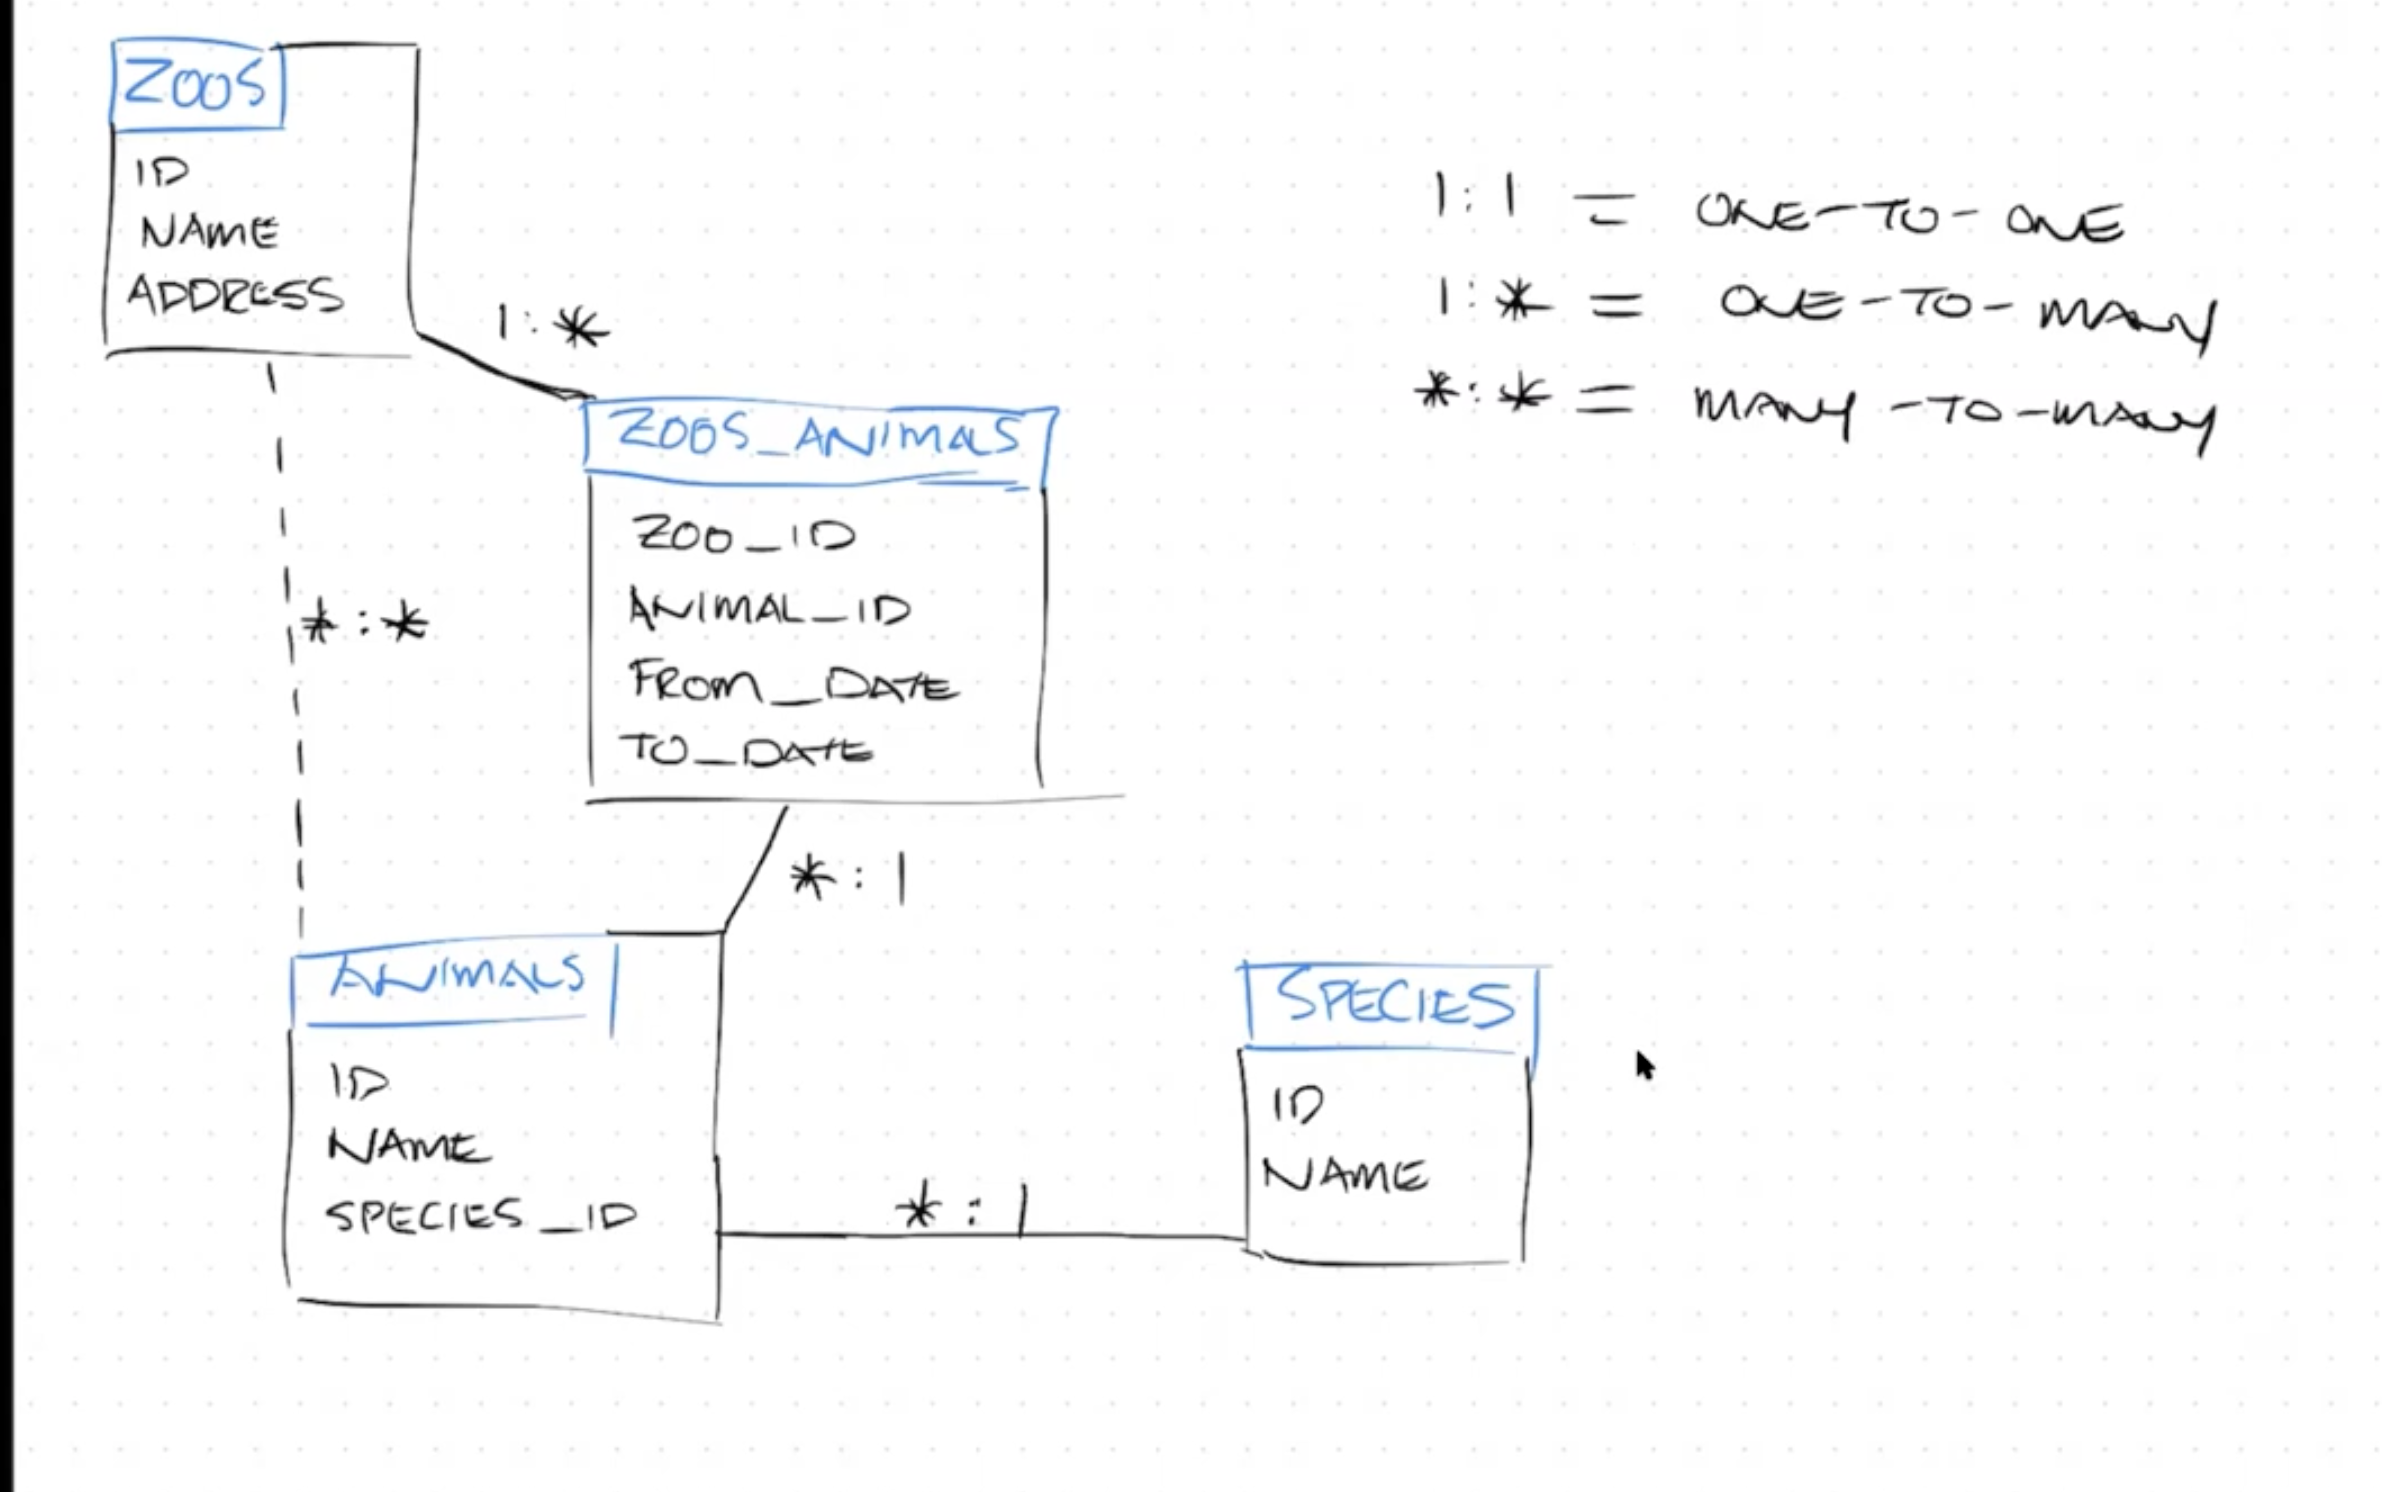 ZOOS
ID
NAME
ADDRESS
1:*
1:1 = ONE-TO-ONE
1:* = ONE-TO-MANY
*:* = MANY-TO-MANY
ZOOS_ANIMALS
ZOO_ID
ANIMAL_ID
FROM_DATE
TO_DATE
*:*
*:1
ANIMALS
ID
NAME
SPECIES_ID
*:1
SPECIES
ID
NAME